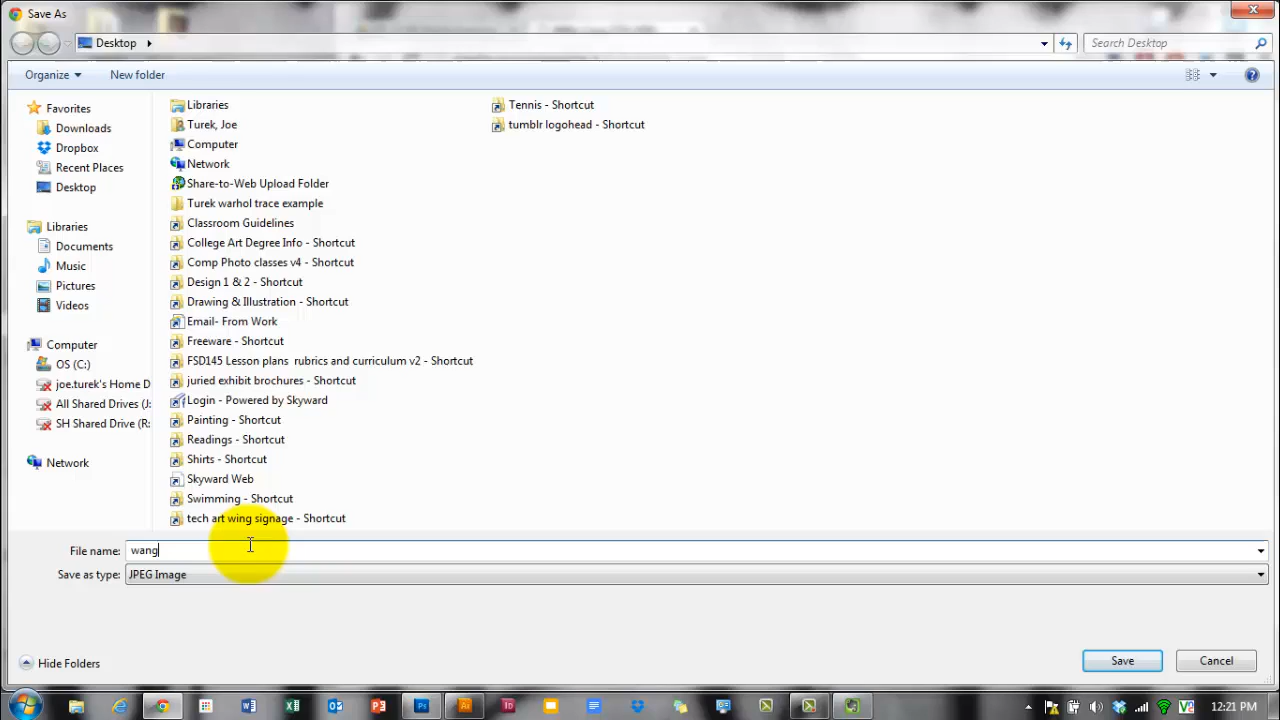 Save As
Desktop
Search Desktop
Organize
New folder
Favorites
Downloads
Dropbox
Recent Places
Desktop
Libraries
Documents
Music
Pictures
Videos
Computer
OS (C:)
joe.turek's Home D
All Shared Drives (J:
SH Shared Drive (R:
Network
Libraries
Turek, Joe
Computer
Network
Share-to-Web Upload Folder
Turek warhol trace example
Classroom Guidelines
College Art Degree Info - Shortcut
Comp Photo classes v4 - Shortcut
Design 1 & 2 - Shortcut
Drawing & Illustration - Shortcut
Email- From Work
Freeware - Shortcut
FSD145 Lesson plans rubrics and curriculum v2 - Shortcut
juried exhibit brochures - Shortcut
Login - Powered by Skyward
Painting - Shortcut
Readings - Shortcut
Shirts - Shortcut
Skyward Web
Swimming - Shortcut
tech art wing signage - Shortcut
Tennis - Shortcut
tumblr logohead - Shortcut
File name: wang
Save as type: JPEG Image
Hide Folders
Save
Cancel
12:21 PM